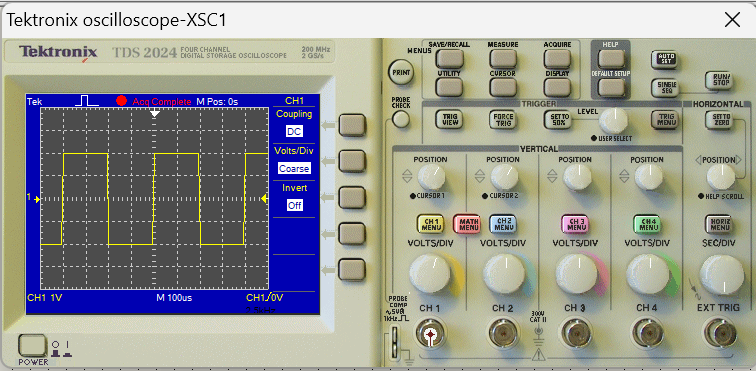 Tektronix oscilloscope-XSC1
Tektronix TDS 2024 FOUR CHANNEL DIGITAL STORAGE OSCILLOSCOPE 200 MHz 2 GS/s
Tek Acq Complete M Pos: 0s CH1
Coupling
DC
Volts/Div
Coarse
Invert
Off
1
CH1 1V M 100us CH1 / 0V
POWER
PRINT
PROBE CHECK
MENUS
SAVE/RECALL MEASURE ACQUIRE
UTILITY CURSOR DISPLAY
HELP
DEFAULT SETUP
AUTO SET
SINGLE SEQ
RUN/ STOP
TRIGGER
TRIG VIEW
FORCE TRIG
SET TO 50%
LEVEL
USER SELECT
TRIG MENU
HORIZONTAL
SET TO ZERO
VERTICAL
POSITION POSITION POSITION POSITION POSITION
CURSOR 1 CURSOR 2 HELP SCROLL
CH 1 MENU
MATH MENU
CH 2 MENU
CH 3 MENU
CH 4 MENU
HORIZ MENU
VOLTS/DIV VOLTS/DIV VOLTS/DIV VOLTS/DIV SEC/DIV
PROBE COMP
~5V
1kHz
CH 1 CH 2 CH 3 CH 4 EXT TRIG
300V
CAT II